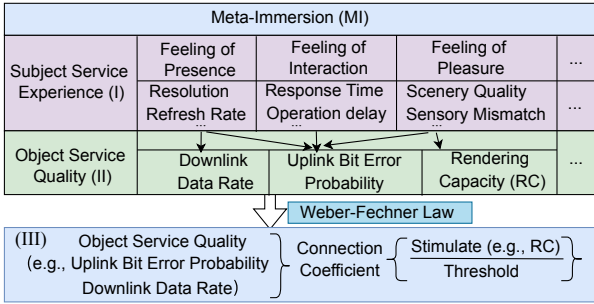 Meta-Immersion (MI)
Subject Service
Experience (I)
Feeling of
Presence
Feeling of
Interaction
Feeling of
Pleasure
...
Resolution
Refresh Rate
...
Response Time
Operation delay
...
Scenery Quality
Sensory Mismatch
...
...
Object Service
Quality (II)
Downlink
Data Rate
Uplink Bit Error
Probability
Rendering
Capacity (RC)
...
Weber-Fechner Law
(III)
Object Service Quality
(e.g., Uplink Bit Error Probability
Downlink Data Rate)
Connection
Coefficient
Stimulate (e.g., RC)
Threshold